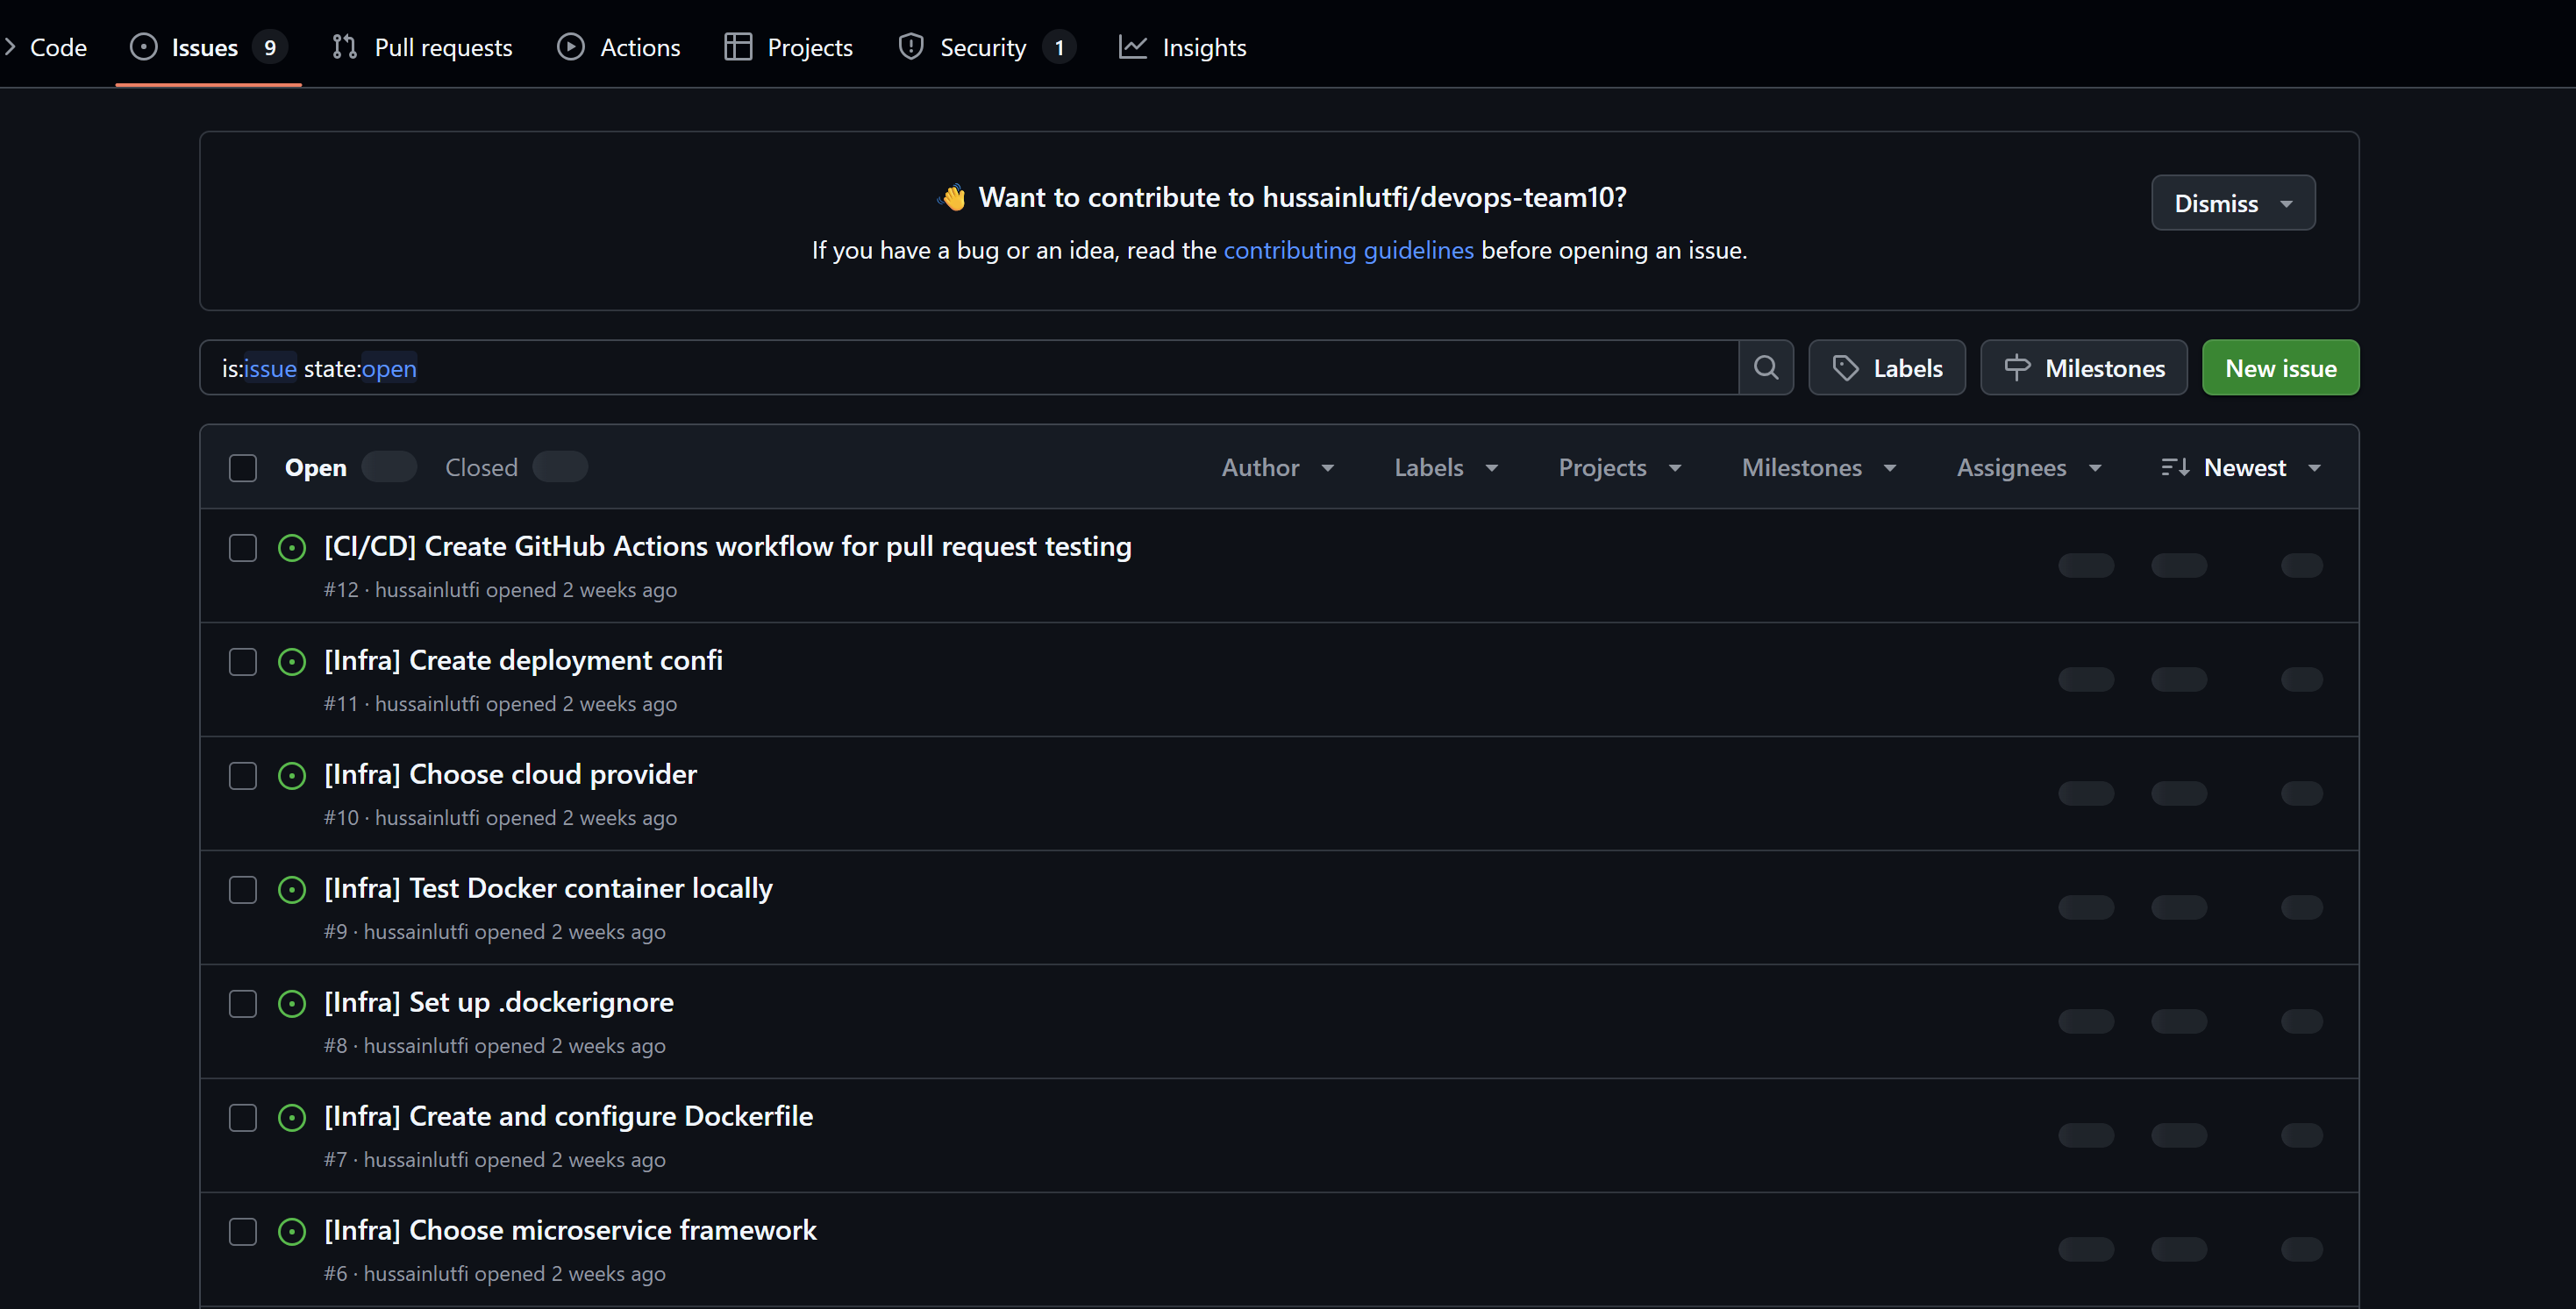 Code Issues 9 Pull requests Actions Projects Security 1 Insights
👋 Want to contribute to hussainlutfi/devops-team10?
Dismiss
If you have a bug or an idea, read the contributing guidelines before opening an issue.
is:issue state:open
Labels Milestones New issue
Open Closed Author Labels Projects Milestones Assignees Newest
[CI/CD] Create GitHub Actions workflow for pull request testing
#12 · hussainlutfi opened 2 weeks ago
[Infra] Create deployment confi
#11 · hussainlutfi opened 2 weeks ago
[Infra] Choose cloud provider
#10 · hussainlutfi opened 2 weeks ago
[Infra] Test Docker container locally
#9 · hussainlutfi opened 2 weeks ago
[Infra] Set up .dockerignore
#8 · hussainlutfi opened 2 weeks ago
[Infra] Create and configure Dockerfile
#7 · hussainlutfi opened 2 weeks ago
[Infra] Choose microservice framework
#6 · hussainlutfi opened 2 weeks ago